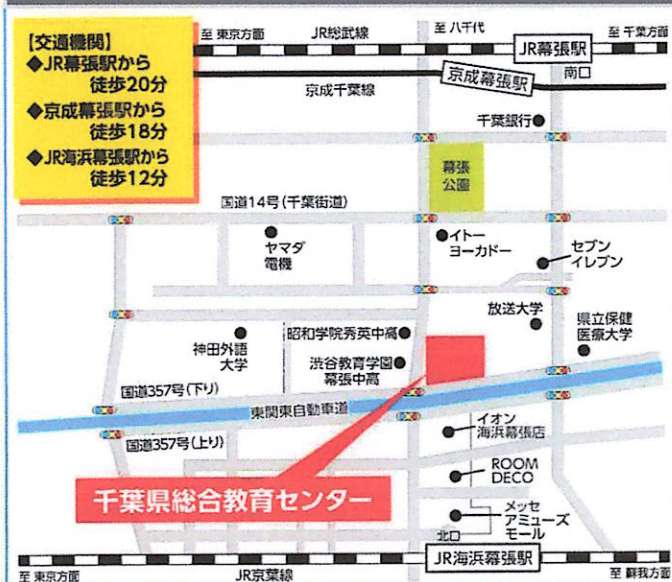 【交通機関】
◆JR幕張駅から
徒歩20分
◆京成幕張駅から
徒歩18分
◆JR海浜幕張駅から
徒歩12分
至 東京方面
JR総武線
至 八千代
JR幕張駅
至 千葉方面
南口
京成幕張駅
京成千葉線
千葉銀行
幕張
公園
国道14号(千葉街道)
ヤマダ
電機
イトー
ヨーカドー
セブン
イレブン
放送大学
県立保健
医療大学
昭和学院秀英中高
神田外語
大学
渋谷教育学園
幕張中高
国道357号(下り)
東関東自動車道
国道357号(上り)
イオン
海浜幕張店
ROOM
DECO
千葉県総合教育センター
メッセ
アミューズ
モール
北口
JR海浜幕張駅
至 東京方面
JR京葉線
至 蘇我方面